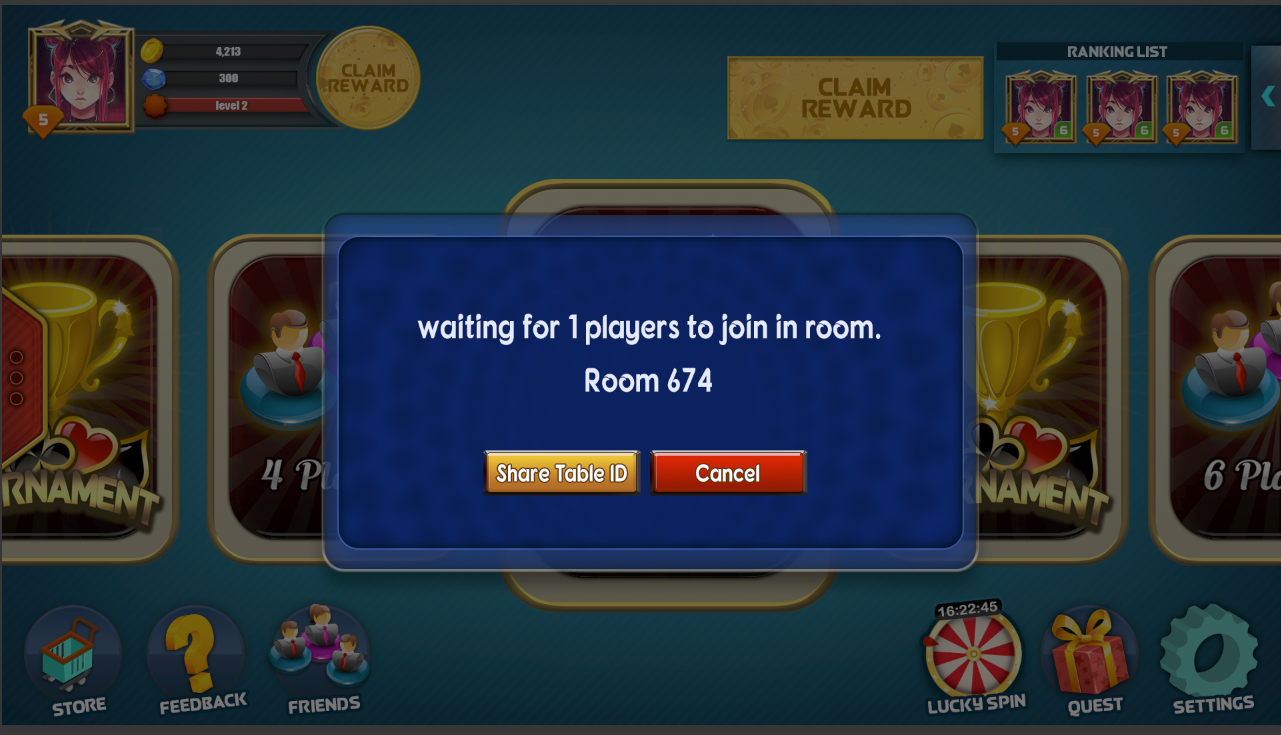 4,213
300
level 2
5
CLAIM
REWARD
CLAIM
REWARD
RANKING LIST
5 6 5 6 5 6
waiting for 1 players to join in room.
Room 674
Share Table ID Cancel
RNAMENT
4 Pl
NAMENT
6 Pla
STORE
FEEDBACK
FRIENDS
16:22:45
LUCKY SPIN
QUEST
SETTINGS